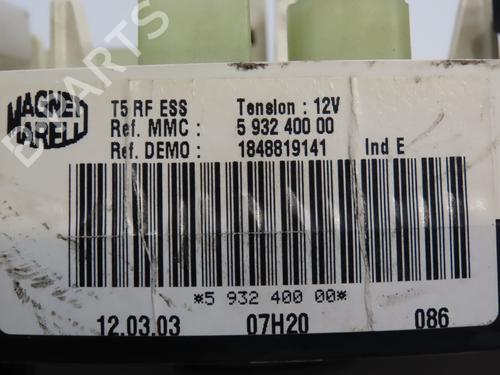 MAGNETI
MARELLI
T5 RF ESS Tension : 12V
Ref. MMC : 5 932 400 00
Ref. DEMO : 1848819141 Ind E
*5 932 400 00*
12.03.03 07H20 086
B-PARTS